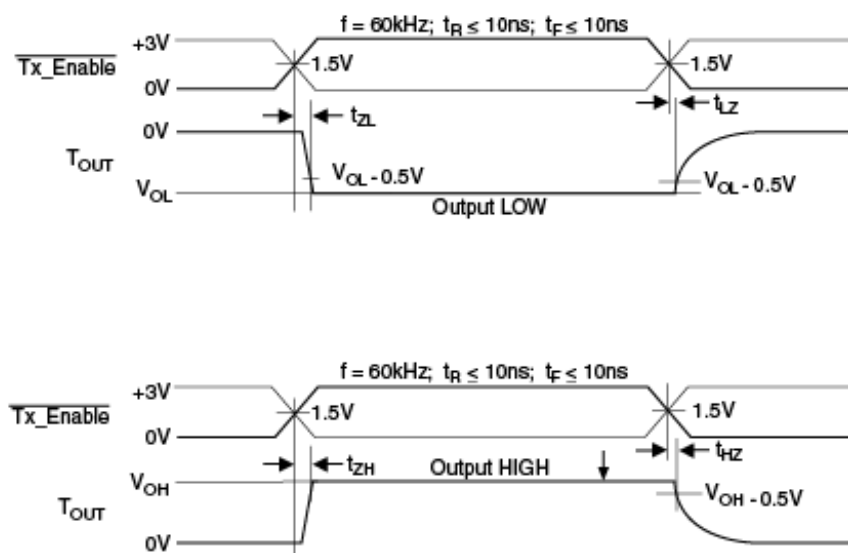 f = 60kHz; tR ≤ 10ns; tF ≤ 10ns
+3V
Tx_Enable
1.5V
1.5V
0V
tZL
tLZ
0V
TOUT
VOL - 0.5V
VOL - 0.5V
VOL
Output LOW
f = 60kHz; tR ≤ 10ns; tF ≤ 10ns
+3V
Tx_Enable
1.5V
1.5V
0V
tZH
Output HIGH
tHZ
VOH
VOH - 0.5V
TOUT
0V